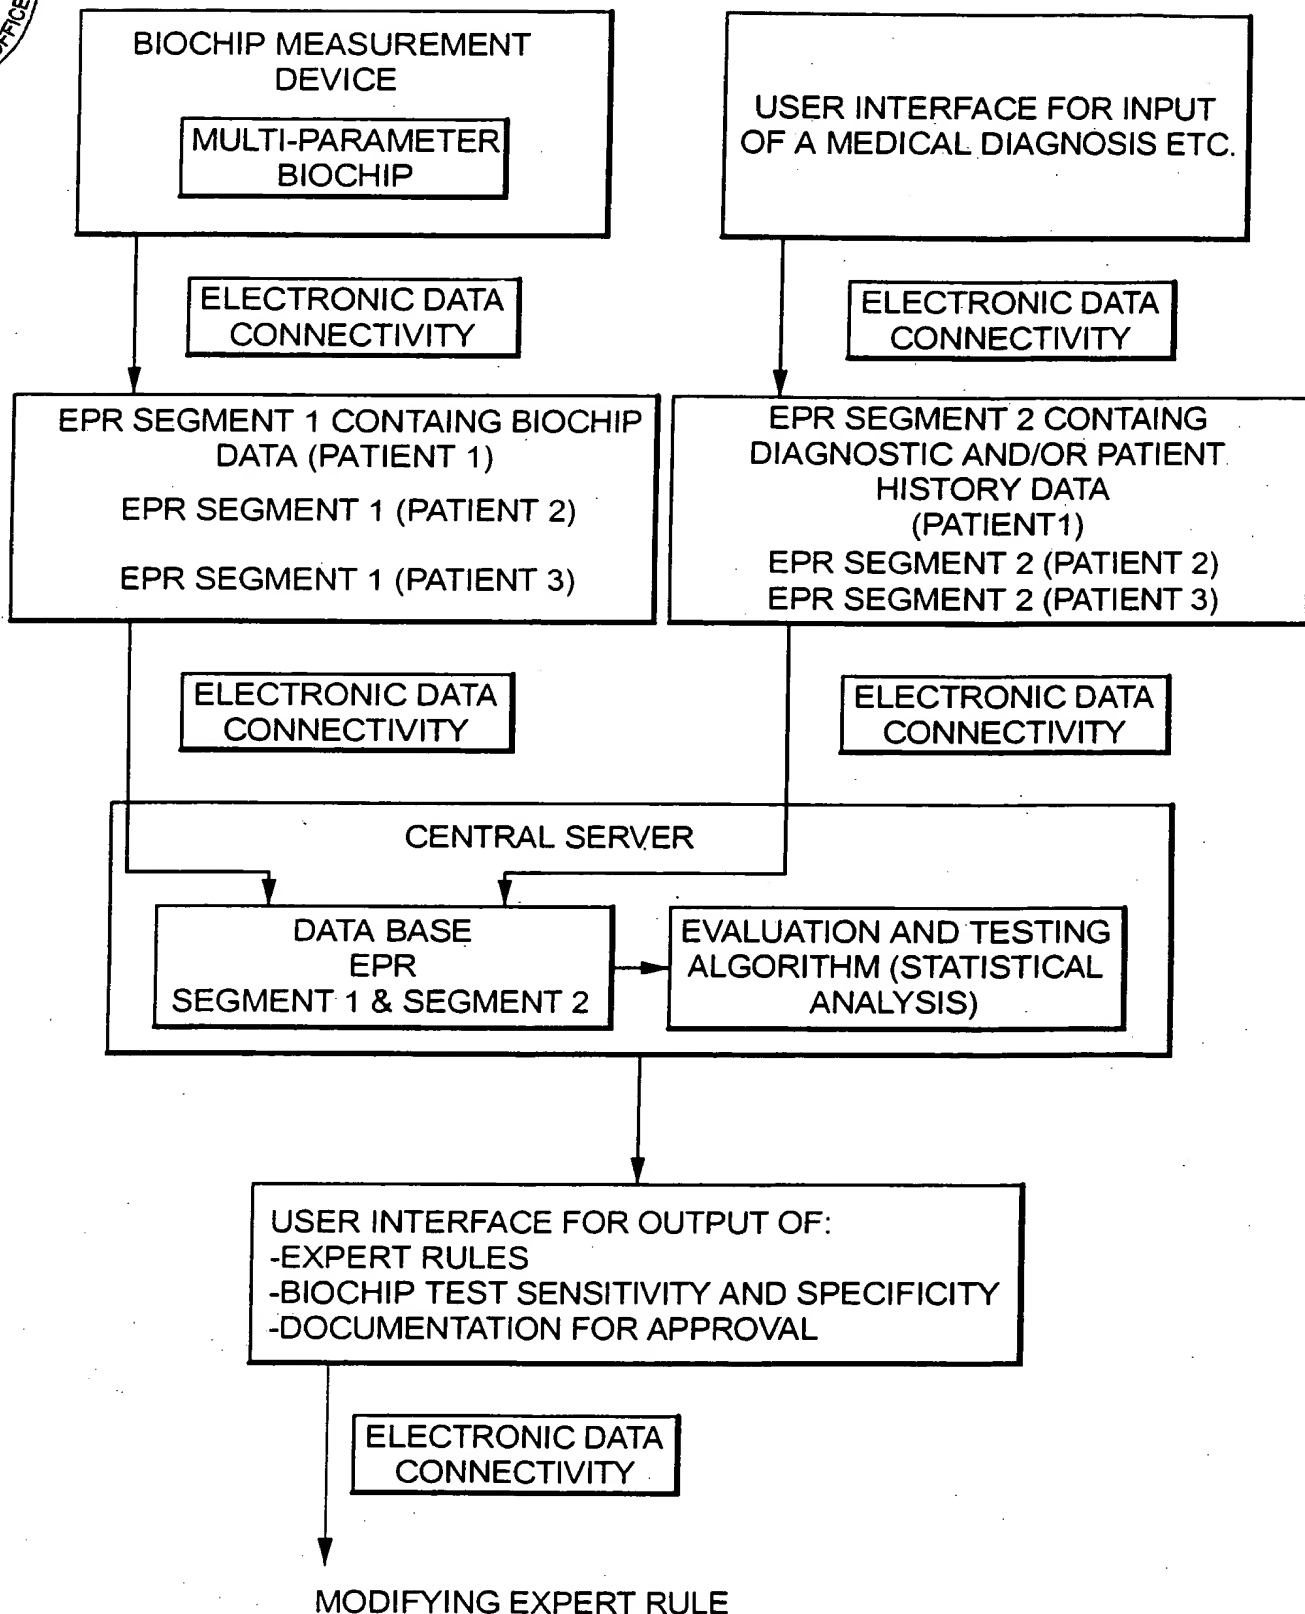 OFFICE
BIOCHIP MEASUREMENT
DEVICE
MULTI-PARAMETER
BIOCHIP
USER INTERFACE FOR INPUT
OF A MEDICAL DIAGNOSIS ETC.
ELECTRONIC DATA
CONNECTIVITY
ELECTRONIC DATA
CONNECTIVITY
EPR SEGMENT 1 CONTAING BIOCHIP
DATA (PATIENT 1)
EPR SEGMENT 1 (PATIENT 2)
EPR SEGMENT 1 (PATIENT 3)
EPR SEGMENT 2 CONTAING
DIAGNOSTIC AND/OR PATIENT
HISTORY DATA
(PATIENT1)
EPR SEGMENT 2 (PATIENT 2)
EPR SEGMENT 2 (PATIENT 3)
ELECTRONIC DATA
CONNECTIVITY
ELECTRONIC DATA
CONNECTIVITY
CENTRAL SERVER
DATA BASE
EPR
SEGMENT 1 & SEGMENT 2
EVALUATION AND TESTING
ALGORITHM (STATISTICAL
ANALYSIS)
USER INTERFACE FOR OUTPUT OF:
-EXPERT RULES
-BIOCHIP TEST SENSITIVITY AND SPECIFICITY
-DOCUMENTATION FOR APPROVAL
ELECTRONIC DATA
CONNECTIVITY
MODIFYING EXPERT RULE